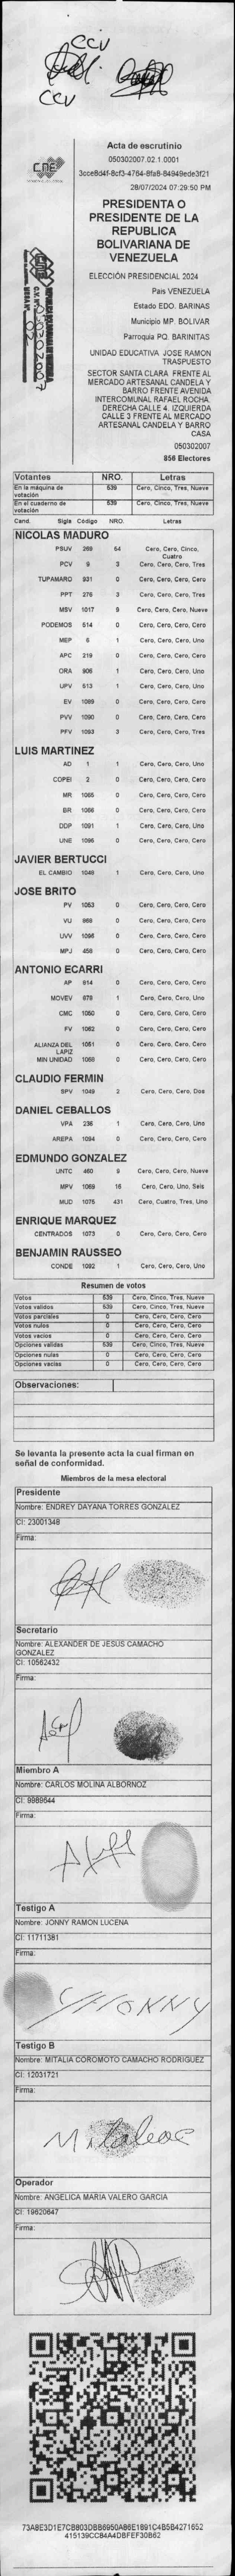 CCV
CCV
CNE
Acta de escrutinio
050302007.02.1.0001
3cce8d4f-8cf3-4764-8fa8-84949ede3f21
28/07/2024 07:29:50 PM
PRESIDENTA O
PRESIDENTE DE LA
REPUBLICA
BOLIVARIANA DE
VENEZUELA
ELECCIÓN PRESIDENCIAL 2024
Pais VENEZUELA
Estado EDO. BARINAS
Municipio MP. BOLIVAR
Parroquia PQ. BARINITAS
UNIDAD EDUCATIVA JOSE RAMON
TRASPUESTO
SECTOR SANTA CLARA FRENTE AL
MERCADO ARTESANAL CANDELA Y
BARRO FRENTE AVENIDA
INTERCOMUNAL RAFAEL ROCHA.
DERECHA CALLE 4. IZQUIERDA
CALLE 3 FRENTE AL MERCADO
ARTESANAL CANDELA Y BARRO
CASA
050302007
856 Electores
Votantes NRO. Letras
En la máquina de votación 539 Cero, Cinco, Tres, Nueve
En el cuaderno de votación 539 Cero, Cinco, Tres, Nueve
Cand. Sigla Código NRO. Letras
NICOLAS MADURO
PSUV 268 64 Cero, Cero, Cinco, Cuatro
PCV 9 3 Cero, Cero, Cero, Tres
TUPAMARO 931 0 Cero, Cero, Cero, Cero
PPT 276 3 Cero, Cero, Cero, Tres
MSV 1017 9 Cero, Cero, Cero, Nueve
PODEMOS 514 0 Cero, Cero, Cero, Cero
MEP 6 1 Cero, Cero, Cero, Uno
APC 219 0 Cero, Cero, Cero, Cero
ORA 906 1 Cero, Cero, Cero, Uno
UPV 513 1 Cero, Cero, Cero, Uno
EV 1089 0 Cero, Cero, Cero, Cero
PVV 1090 0 Cero, Cero, Cero, Cero
PFV 1093 3 Cero, Cero, Cero, Tres
LUIS MARTINEZ
AD 1 1 Cero, Cero, Cero, Uno
COPEI 2 0 Cero, Cero, Cero, Cero
MR 1065 0 Cero, Cero, Cero, Cero
BR 1066 0 Cero, Cero, Cero, Cero
DDP 1091 1 Cero, Cero, Cero, Uno
UNE 1095 0 Cero, Cero, Cero, Cero
JAVIER BERTUCCI
EL CAMBIO 1048 1 Cero, Cero, Cero, Uno
JOSE BRITO
PV 1053 0 Cero, Cero, Cero, Cero
VU 868 0 Cero, Cero, Cero, Cero
UVV 1096 0 Cero, Cero, Cero, Cero
MPJ 458 0 Cero, Cero, Cero, Cero
ANTONIO ECARRI
AP 814 0 Cero, Cero, Cero, Cero
MOVEV 678 1 Cero, Cero, Cero, Uno
CMC 1050 0 Cero, Cero, Cero, Cero
FV 1062 0 Cero, Cero, Cero, Cero
ALIANZA DEL LAPIZ 1051 0 Cero, Cero, Cero, Cero
MIN UNIDAD 1068 0 Cero, Cero, Cero, Cero
CLAUDIO FERMIN
SPV 1049 2 Cero, Cero, Cero, Dos
DANIEL CEBALLOS
VPA 236 1 Cero, Cero, Cero, Uno
AREPA 1094 0 Cero, Cero, Cero, Cero
EDMUNDO GONZALEZ
UNTC 460 9 Cero, Cero, Cero, Nueve
MPV 1069 16 Cero, Cero, Uno, Seis
MUD 1075 431 Cero, Cuatro, Tres, Uno
ENRIQUE MARQUEZ
CENTRADOS 1073 0 Cero, Cero, Cero, Cero
BENJAMIN RAUSSEO
CONDE 1092 1 Cero, Cero, Cero, Uno
Resumen de votos
Votos 539 Cero, Cinco, Tres, Nueve
Votos validos 539 Cero, Cinco, Tres, Nueve
Votos parciales 0 Cero, Cero, Cero, Cero
Votos nulos 0 Cero, Cero, Cero, Cero
Votos vacios 0 Cero, Cero, Cero, Cero
Opciones validas 539 Cero, Cinco, Tres, Nueve
Opciones nulas 0 Cero, Cero, Cero, Cero
Opciones vacias 0 Cero, Cero, Cero, Cero
Observaciones:
Se levanta la presente acta la cual firman en
señal de conformidad.
Miembros de la mesa electoral
Presidente
Nombre: ENDREY DAYANA TORRES GONZALEZ
CI: 23001348
Firma:
Secretario
Nombre: ALEXANDER DE JESUS CAMACHO
GONZALEZ
CI: 10562432
Firma:
Miembro A
Nombre: CARLOS MOLINA ALBORNOZ
CI: 9989644
Firma:
Testigo A
Nombre: JONNY RAMON LUCENA
CI: 11711381
Firma:
JHONNY
Testigo B
Nombre: MITALIA COROMOTO CAMACHO RODRIGUEZ
CI: 12031721
Firma:
Operador
Nombre: ANGELICA MARIA VALERO GARCIA
CI: 19620647
Firma:
73A8E3D1E7CB803DBB6950AB6E1891C4B5B4271652
415139CC84A4DBFEF30B62